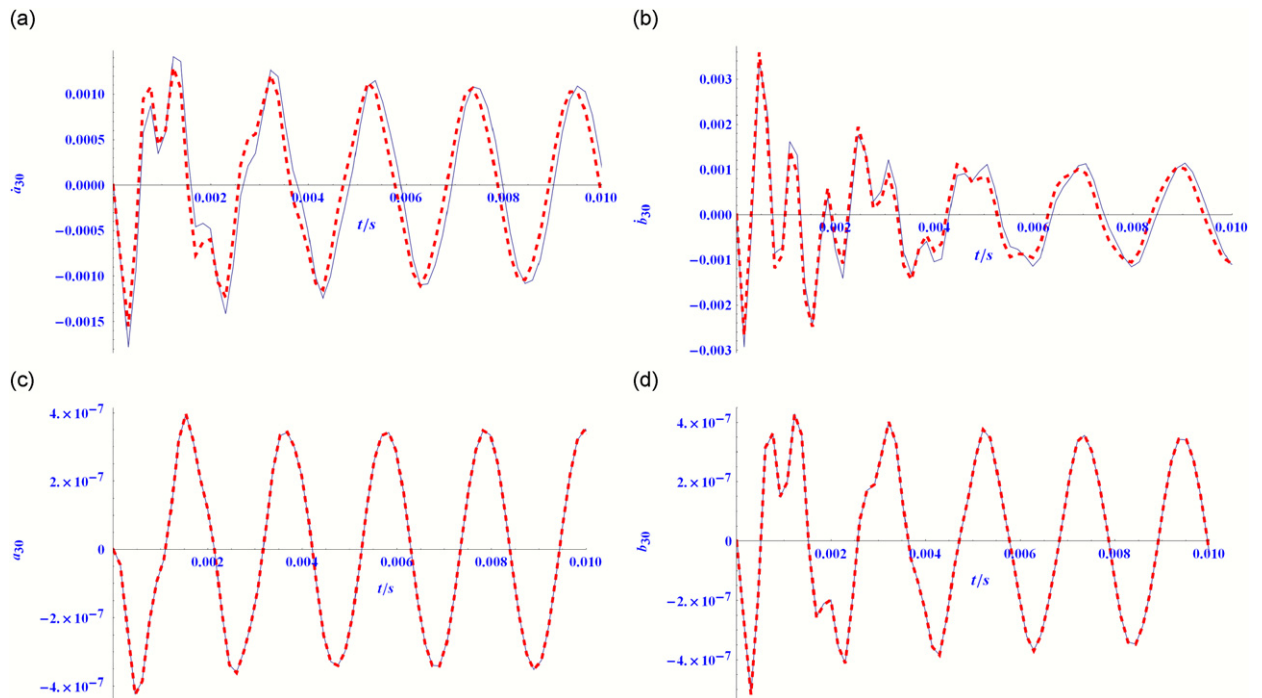 (a)
0.0010
0.0005
0.0000
−0.0005
−0.0010
−0.0015
ȧ30
0.002 0.004 0.006 0.008 0.010
t/s
(b)
0.003
0.002
0.001
0.000
−0.001
−0.002
−0.003
ḃ30
0.002 0.004 0.006 0.008 0.010
t/s
(c)
4.×10−7
2.×10−7
0
−2.×10−7
−4.×10−7
a30
0.002 0.004 0.006 0.008 0.010
t/s
(d)
4.×10−7
2.×10−7
0
−2.×10−7
−4.×10−7
b30
0.002 0.004 0.006 0.008 0.010
t/s